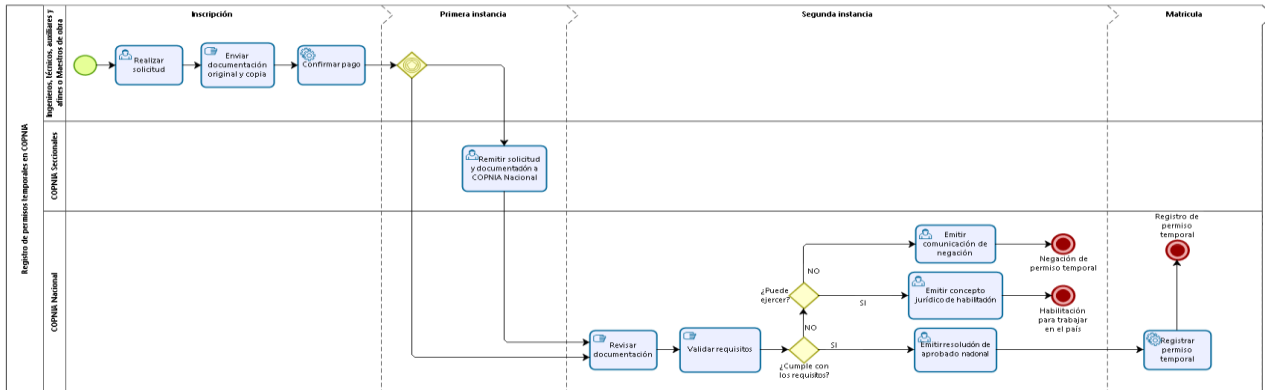 Inscripción
Primera instancia
Segunda instancia
Matricula
Registro de permisos temporales en COPNIA
Ingenieros, técnicos, auxiliares y
afines o Maestros de obra
Realizar
solicitud
Enviar
documentación
original y copia
Confirmar pago
COPNIA Seccionales
Remitir solicitud
y documentación a
COPNIA Nacional
COPNIA Nacional
Emitir
comunicación de
negación
Negación de
permiso temporal
Registro de
permiso
temporal
NO
¿Puede
ejercer?
SI
Emitir concepto
jurídico de habilitación
Habilitación
para trabajar
en el país
NO
Revisar
documentación
Validar requisitos
¿Cumple con
los requisitos?
SI
Emitir resolución de
aprobado nacional
Registrar
permiso
temporal